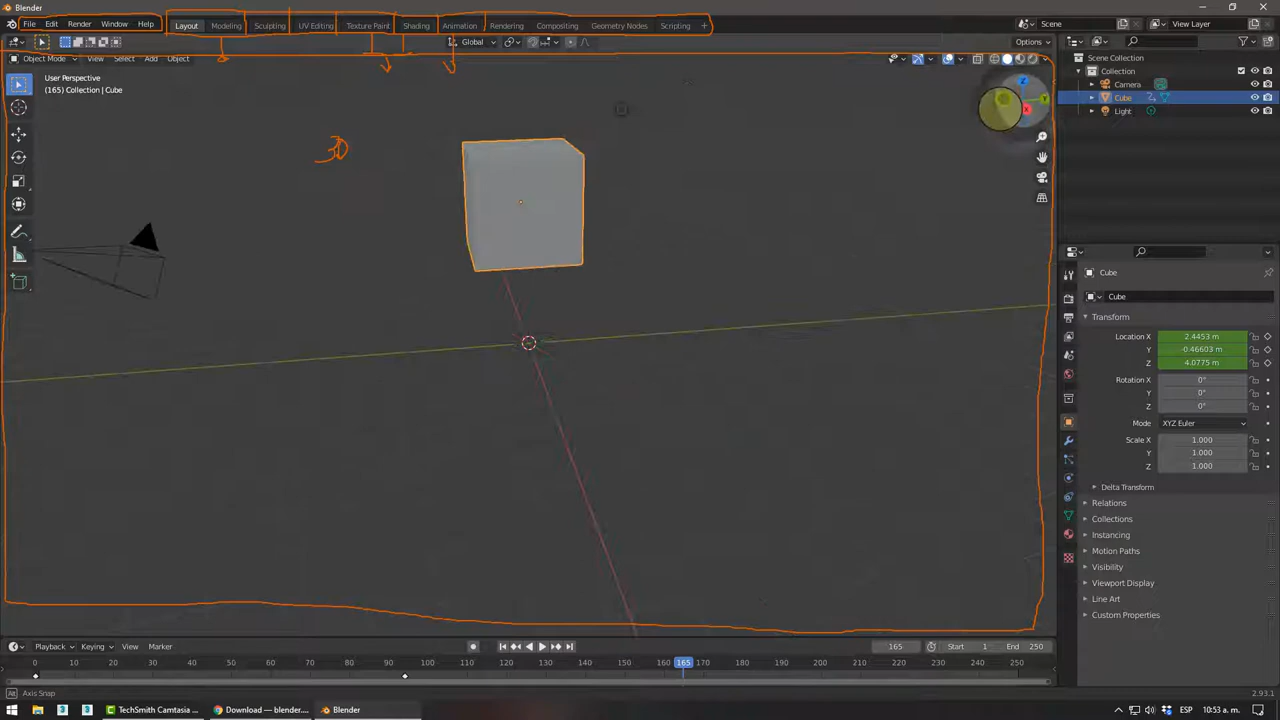 Blender
File Edit Render Window Help Layout Modeling Sculpting UV Editing Texture Paint Shading Animation Rendering Compositing Geometry Nodes Scripting + Scene View Layer
Global Options
Object Mode View Select Add Object
Scene Collection
Collection
Camera
Cube
Light
User Perspective
(165) Collection | Cube
Z
Y
X
3D
Cube
Cube
Transform
Location X 2.4453 m
Y -0.46603 m
Z 4.0775 m
Rotation X 0°
Y 0°
Z 0°
Mode XYZ Euler
Scale X 1.000
Y 1.000
Z 1.000
Delta Transform
Relations
Collections
Instancing
Motion Paths
Visibility
Viewport Display
Line Art
Custom Properties
Playback Keying View Marker 165 Start 1 End 250
0 10 20 30 40 50 60 70 80 90 100 110 120 130 140 150 160 165 170 180 190 200 210 220 230 240 250
Axis Snap 2.93.1
TechSmith Camtasia Download — blender.... Blender ESP 10:53 a. m.